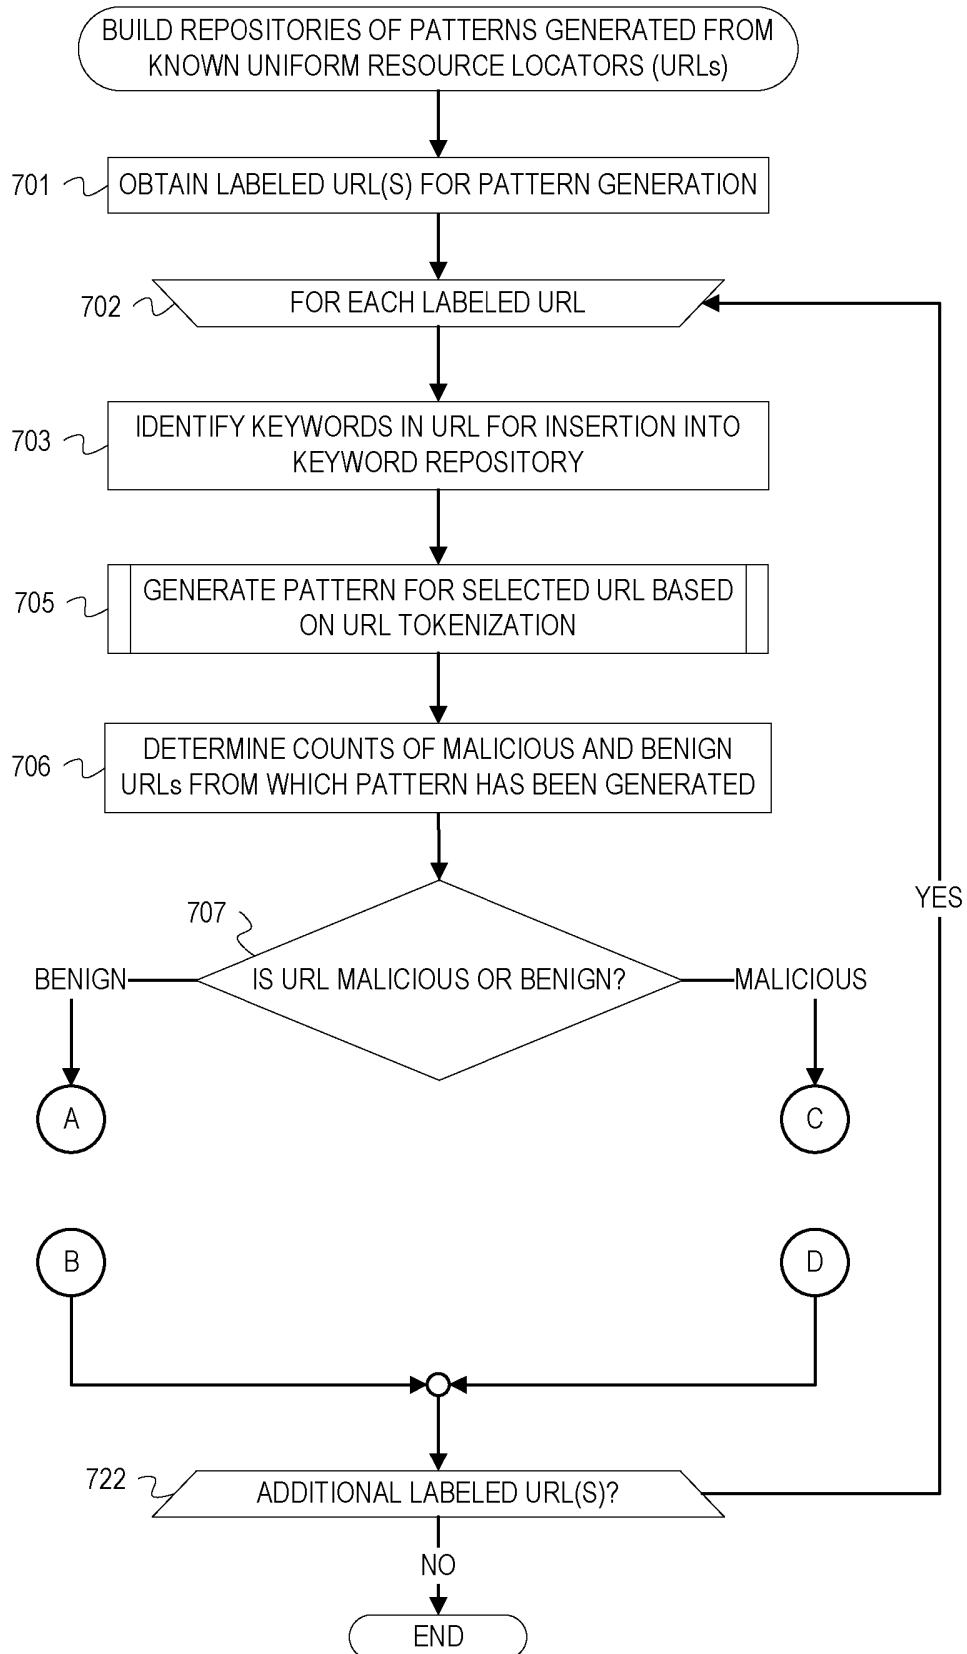 BUILD REPOSITORIES OF PATTERNS GENERATED FROM
KNOWN UNIFORM RESOURCE LOCATORS (URLs)
701
OBTAIN LABELED URL(S) FOR PATTERN GENERATION
702
FOR EACH LABELED URL
703
IDENTIFY KEYWORDS IN URL FOR INSERTION INTO
KEYWORD REPOSITORY
705
GENERATE PATTERN FOR SELECTED URL BASED
ON URL TOKENIZATION
706
DETERMINE COUNTS OF MALICIOUS AND BENIGN
URLs FROM WHICH PATTERN HAS BEEN GENERATED
YES
707
BENIGN
IS URL MALICIOUS OR BENIGN?
MALICIOUS
A
C
B
D
722
ADDITIONAL LABELED URL(S)?
NO
END